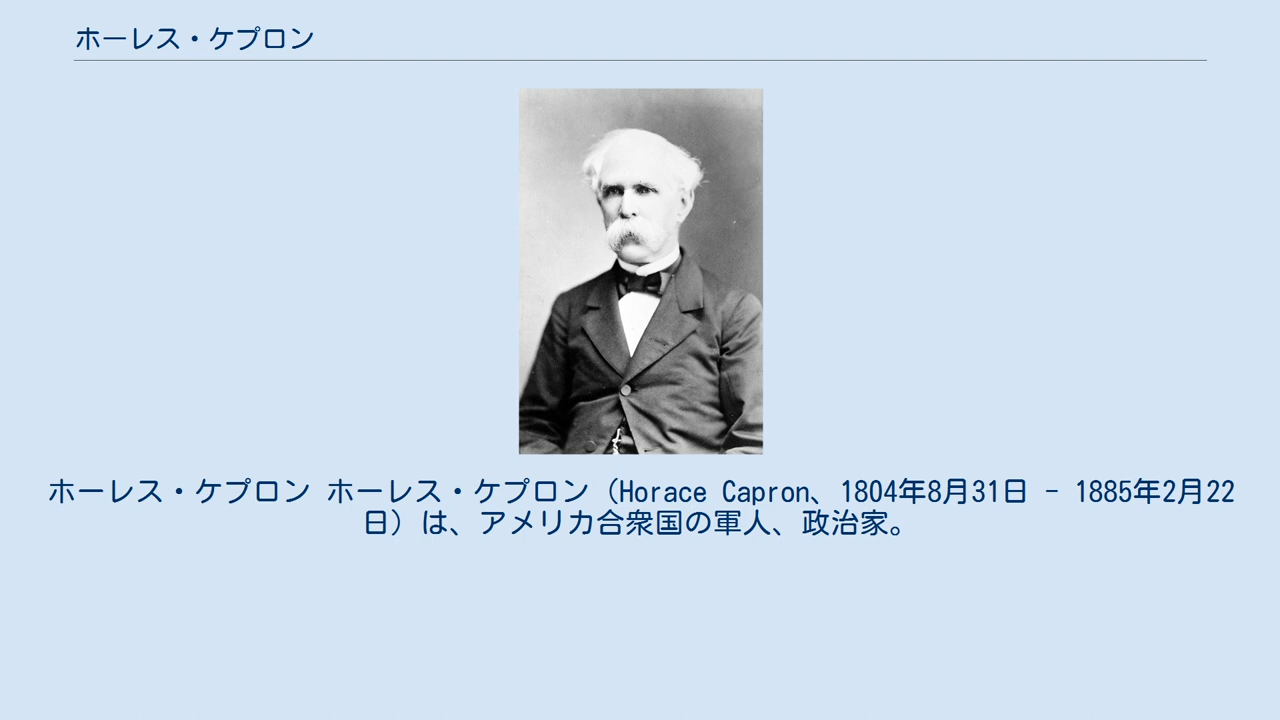 ホーレス・ケプロン
ホーレス・ケプロン ホーレス・ケプロン（Horace Capron、1804年8月31日 - 1885年2月22
日）は、アメリカ合衆国の軍人、政治家。